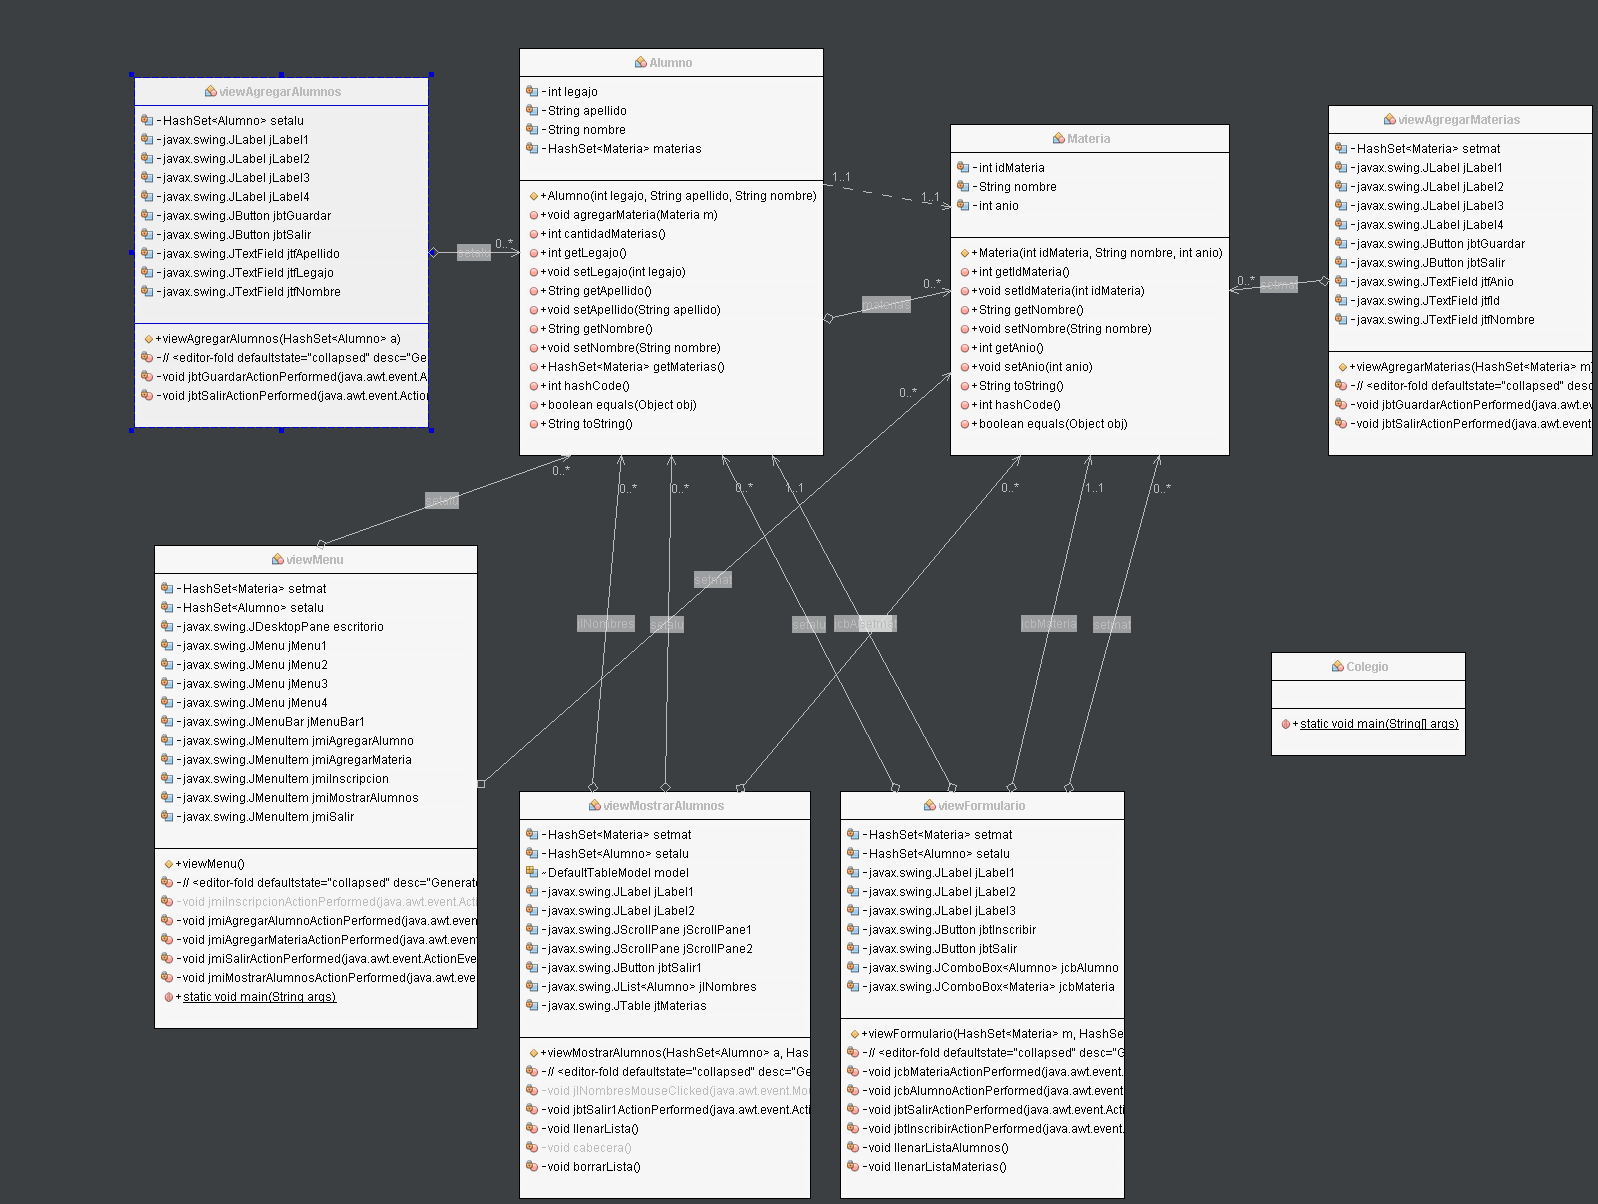 viewAgregarAlumnos
-HashSet<Alumno> setalu
-javax.swing.JLabel jLabel1
-javax.swing.JLabel jLabel2
-javax.swing.JLabel jLabel3
-javax.swing.JLabel jLabel4
-javax.swing.JButton jbtGuardar
-javax.swing.JButton jbtSalir
-javax.swing.JTextField jtfApellido
-javax.swing.JTextField jtfLegajo
-javax.swing.JTextField jtfNombre
+viewAgregarAlumnos(HashSet<Alumno> a)
-// <editor-fold defaultstate="collapsed" desc="Ge
-void jbtGuardarActionPerformed(java.awt.event.A
-void jbtSalirActionPerformed(java.awt.event.Actio
setalu
0..*
Alumno
-int legajo
-String apellido
-String nombre
-HashSet<Materia> materias
+Alumno(int legajo, String apellido, String nombre)
+void agregarMateria(Materia m)
+int cantidadMaterias()
+int getLegajo()
+void setLegajo(int legajo)
+String getApellido()
+void setApellido(String apellido)
+String getNombre()
+void setNombre(String nombre)
+HashSet<Materia> getMaterias()
+int hashCode()
+boolean equals(Object obj)
+String toString()
1..1
1..1
materias
0..*
0..*
Materia
-int idMateria
-String nombre
-int anio
+Materia(int idMateria, String nombre, int anio)
+int getIdMateria()
+void setIdMateria(int idMateria)
+String getNombre()
+void setNombre(String nombre)
+int getAnio()
+void setAnio(int anio)
+String toString()
+int hashCode()
+boolean equals(Object obj)
0..*
setmat
viewAgregarMaterias
-HashSet<Materia> setmat
-javax.swing.JLabel jLabel1
-javax.swing.JLabel jLabel2
-javax.swing.JLabel jLabel3
-javax.swing.JLabel jLabel4
-javax.swing.JButton jbtGuardar
-javax.swing.JButton jbtSalir
-javax.swing.JTextField jtfAnio
-javax.swing.JTextField jtfId
-javax.swing.JTextField jtfNombre
+viewAgregarMaterias(HashSet<Materia> m
-// <editor-fold defaultstate="collapsed" desc
-void jbtGuardarActionPerformed(java.awt.ev
-void jbtSalirActionPerformed(java.awt.event
0..*
0..*
0..*
0..*
1..1
0..*
1..1
0..*
setalu
setmat
jlNombres
setalu
setalu
jcbA
setmat
jcbMateria
setmat
viewMenu
-HashSet<Materia> setmat
-HashSet<Alumno> setalu
-javax.swing.JDesktopPane escritorio
-javax.swing.JMenu jMenu1
-javax.swing.JMenu jMenu2
-javax.swing.JMenu jMenu3
-javax.swing.JMenu jMenu4
-javax.swing.JMenuBar jMenuBar1
-javax.swing.JMenuItem jmiAgregarAlumno
-javax.swing.JMenuItem jmiAgregarMateria
-javax.swing.JMenuItem jmiInscripcion
-javax.swing.JMenuItem jmiMostrarAlumnos
-javax.swing.JMenuItem jmiSalir
+viewMenu()
-// <editor-fold defaultstate="collapsed" desc="Generat
-void jmiInscripcionActionPerformed(java.awt.event.Acti
-void jmiAgregarAlumnoActionPerformed(java.awt.even
-void jmiAgregarMateriaActionPerformed(java.awt.event
-void jmiSalirActionPerformed(java.awt.event.ActionEve
-void jmiMostrarAlumnosActionPerformed(java.awt.eve
+static void main(String args)
viewMostrarAlumnos
-HashSet<Materia> setmat
-HashSet<Alumno> setalu
~DefaultTableModel model
-javax.swing.JLabel jLabel1
-javax.swing.JLabel jLabel2
-javax.swing.JScrollPane jScrollPane1
-javax.swing.JScrollPane jScrollPane2
-javax.swing.JButton jbtSalir1
-javax.swing.JList<Alumno> jlNombres
-javax.swing.JTable jtMaterias
+viewMostrarAlumnos(HashSet<Alumno> a, Has
-// <editor-fold defaultstate="collapsed" desc="Ge
-void jlNombresMouseClicked(java.awt.event.Mou
-void jbtSalir1ActionPerformed(java.awt.event.Acti
-void llenarLista()
-void cabecera()
-void borrarLista()
viewFormulario
-HashSet<Materia> setmat
-HashSet<Alumno> setalu
-javax.swing.JLabel jLabel1
-javax.swing.JLabel jLabel2
-javax.swing.JLabel jLabel3
-javax.swing.JButton jbtInscribir
-javax.swing.JButton jbtSalir
-javax.swing.JComboBox<Alumno> jcbAlumno
-javax.swing.JComboBox<Materia> jcbMateria
+viewFormulario(HashSet<Materia> m, HashSe
-// <editor-fold defaultstate="collapsed" desc="G
-void jcbMateriaActionPerformed(java.awt.event.
-void jcbAlumnoActionPerformed(java.awt.event
-void jbtSalirActionPerformed(java.awt.event.Acti
-void jbtInscribirActionPerformed(java.awt.event.
-void llenarListaAlumnos()
-void llenarListaMaterias()
Colegio
+static void main(String[] args)